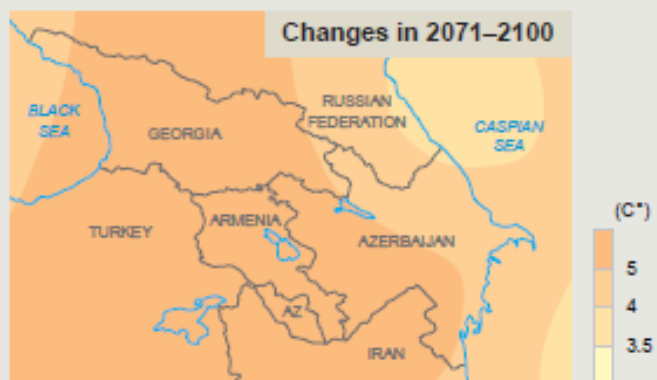 Changes in 2071–2100
BLACK
SEA
GEORGIA
RUSSIAN
FEDERATION
CASPIAN
SEA
TURKEY
ARMENIA
AZERBAIJAN
AZ
IRAN
(C°)
5
4
3.5